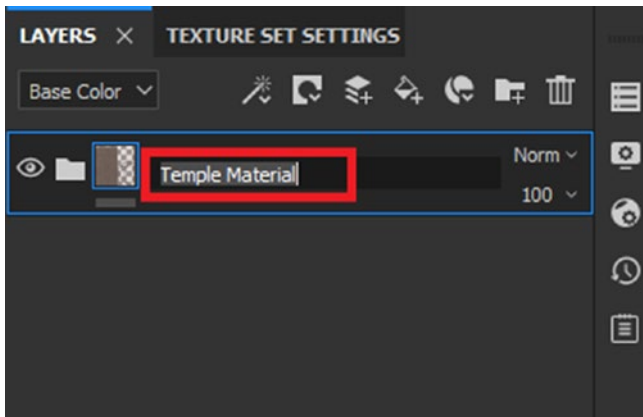 LAYERS × TEXTURE SET SETTINGS
Base Color
Norm
Temple Material
100